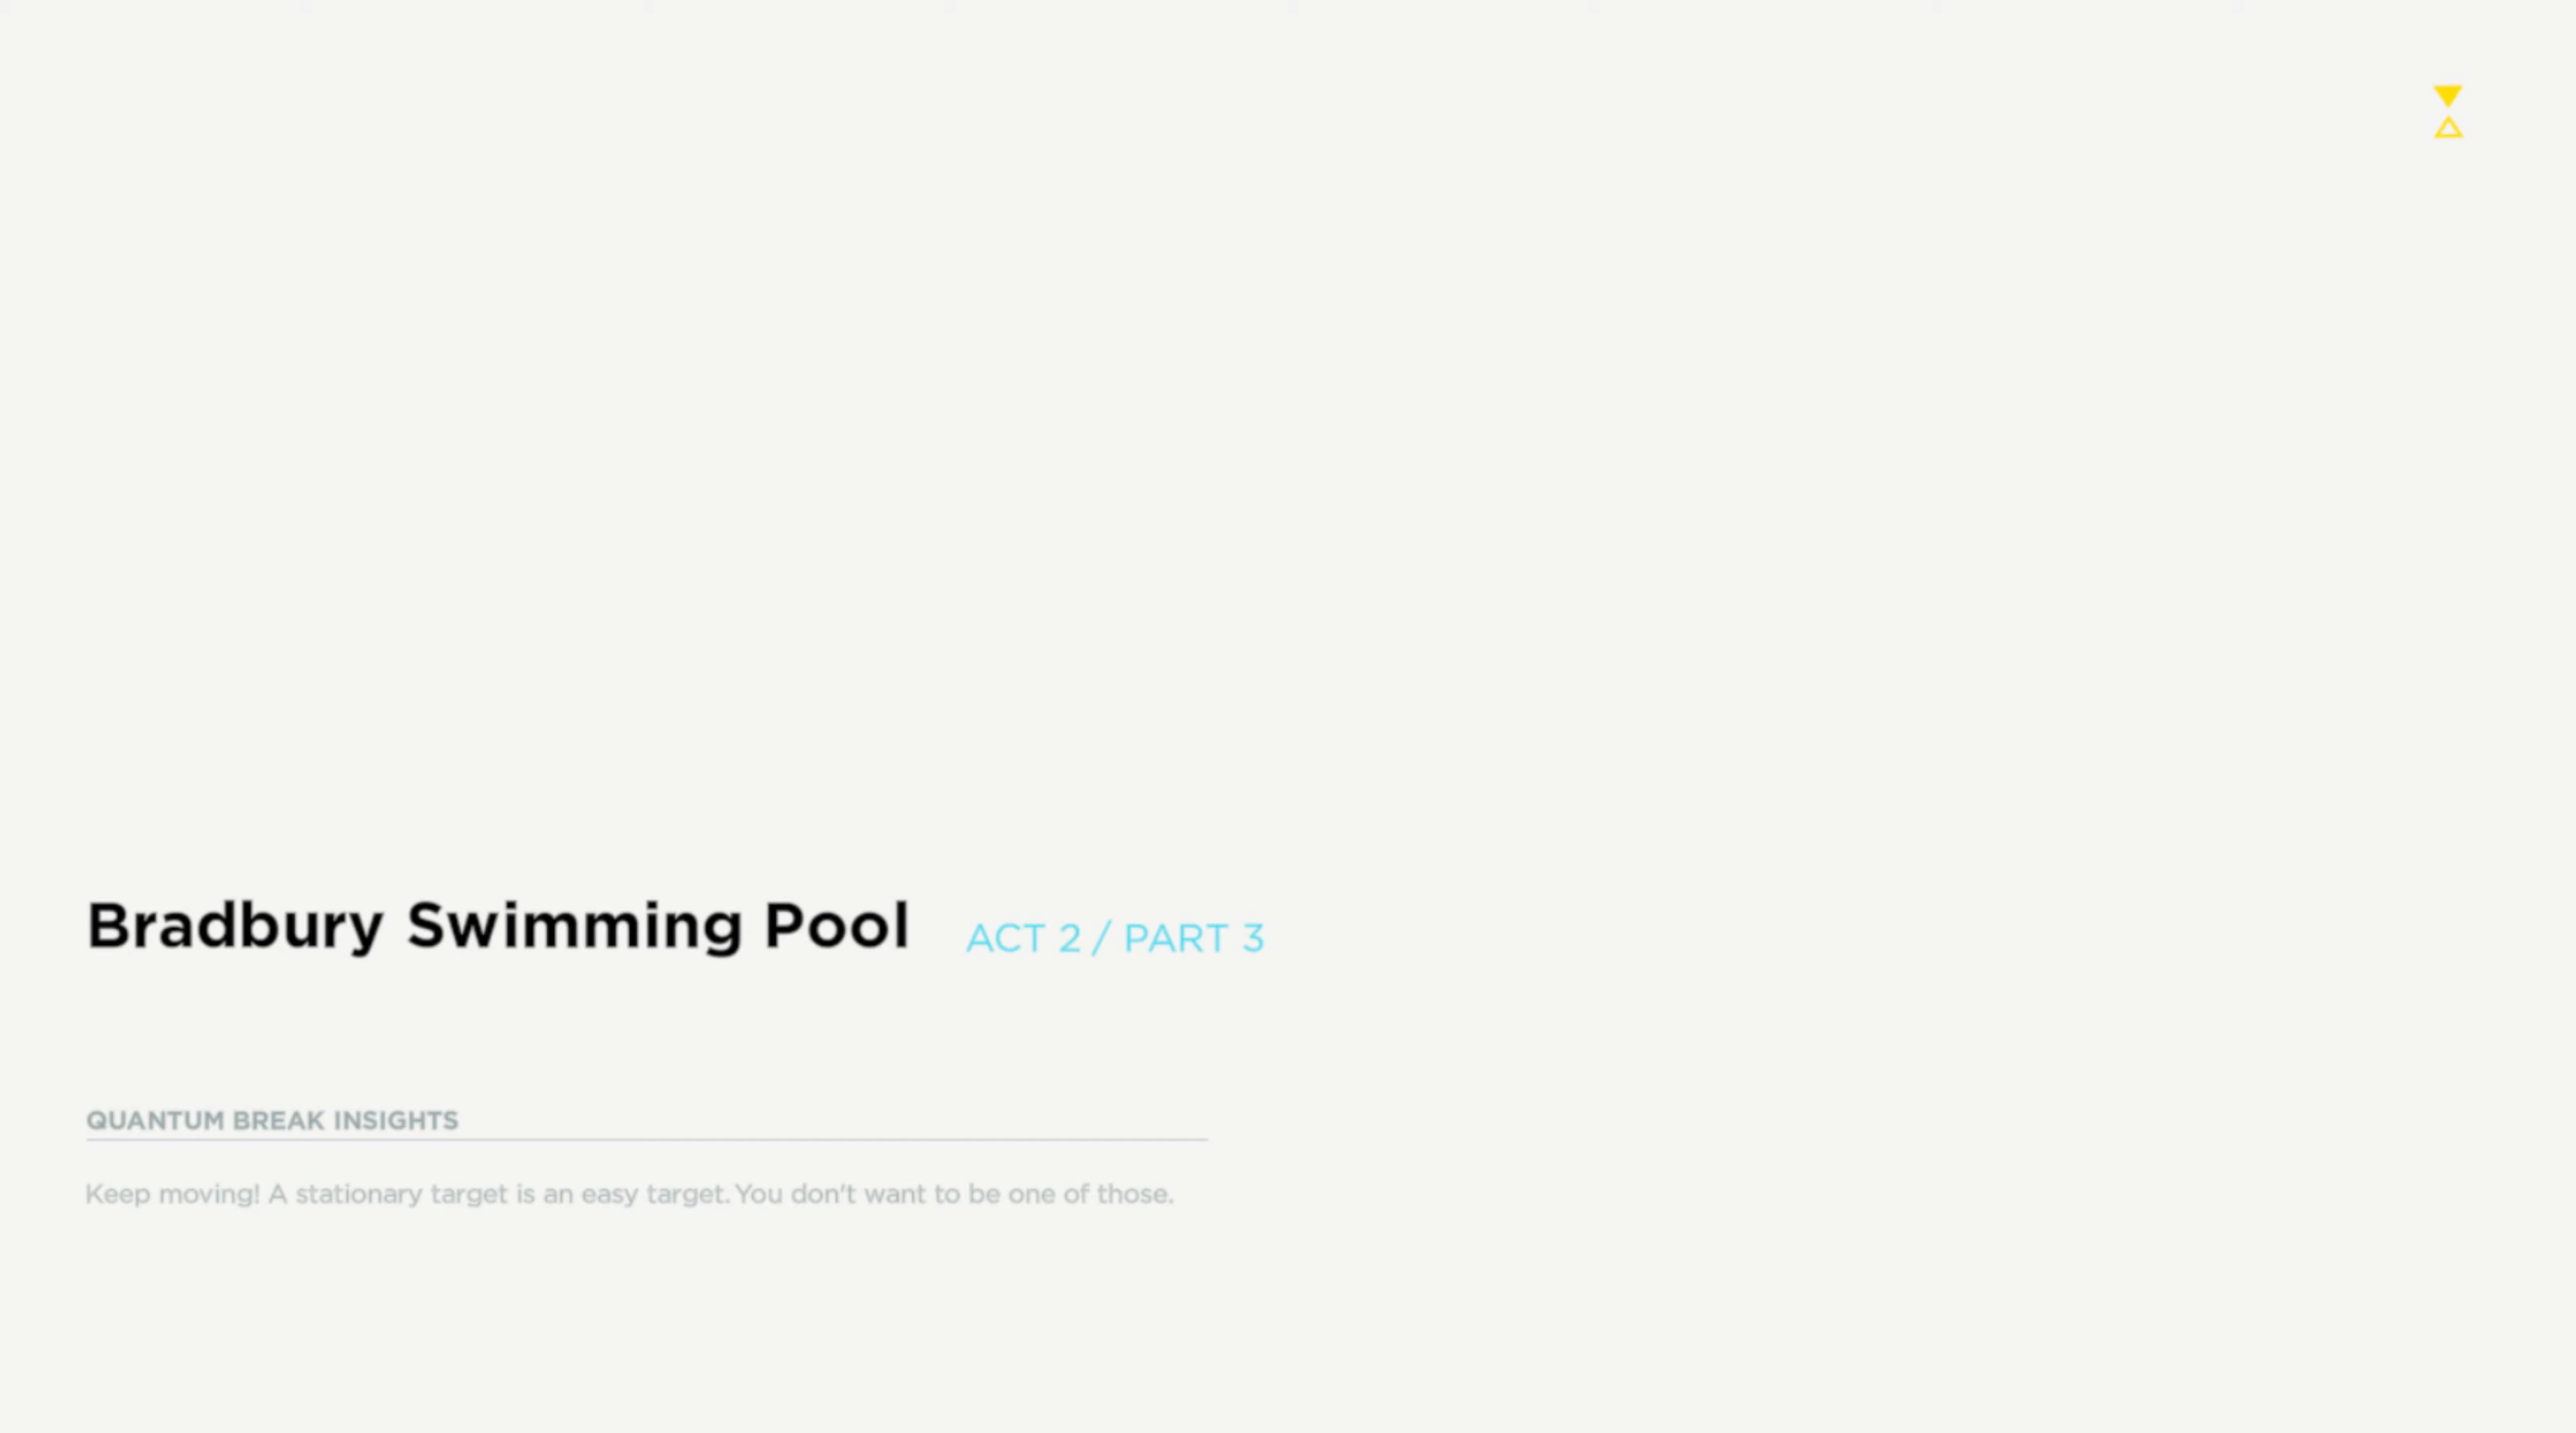 Bradbury Swimming Pool ACT 2 / PART 3
QUANTUM BREAK INSIGHTS
Keep moving! A stationary target is an easy target. You don't want to be one of those.